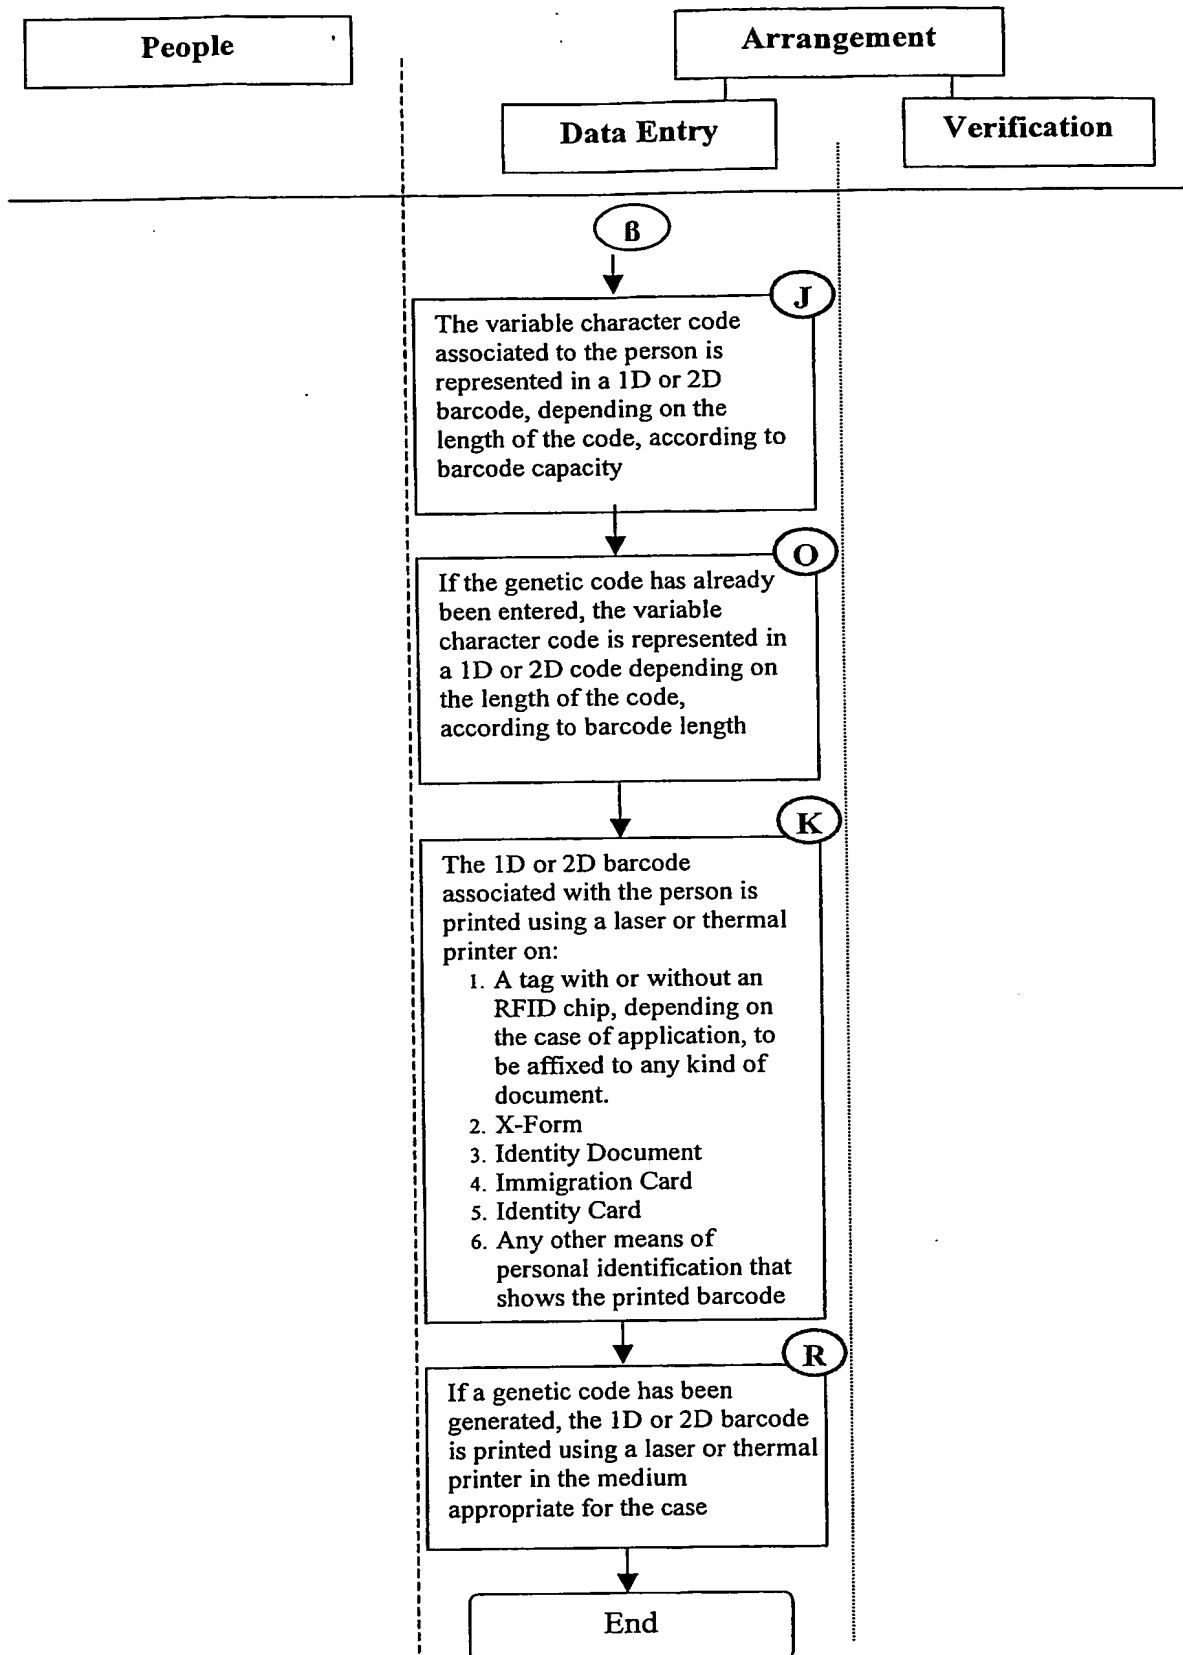 People
Arrangement
Data Entry
Verification
ß
J
The variable character code
associated to the person is
represented in a 1D or 2D
barcode, depending on the
length of the code, according to
barcode capacity
O
If the genetic code has already
been entered, the variable
character code is represented in
a 1D or 2D code depending on
the length of the code,
according to barcode length
K
The 1D or 2D barcode
associated with the person is
printed using a laser or thermal
printer on:
1. A tag with or without an
RFID chip, depending on
the case of application, to
be affixed to any kind of
document.
2. X-Form
3. Identity Document
4. Immigration Card
5. Identity Card
6. Any other means of
personal identification that
shows the printed barcode
R
If a genetic code has been
generated, the 1D or 2D barcode
is printed using a laser or thermal
printer in the medium
appropriate for the case
End